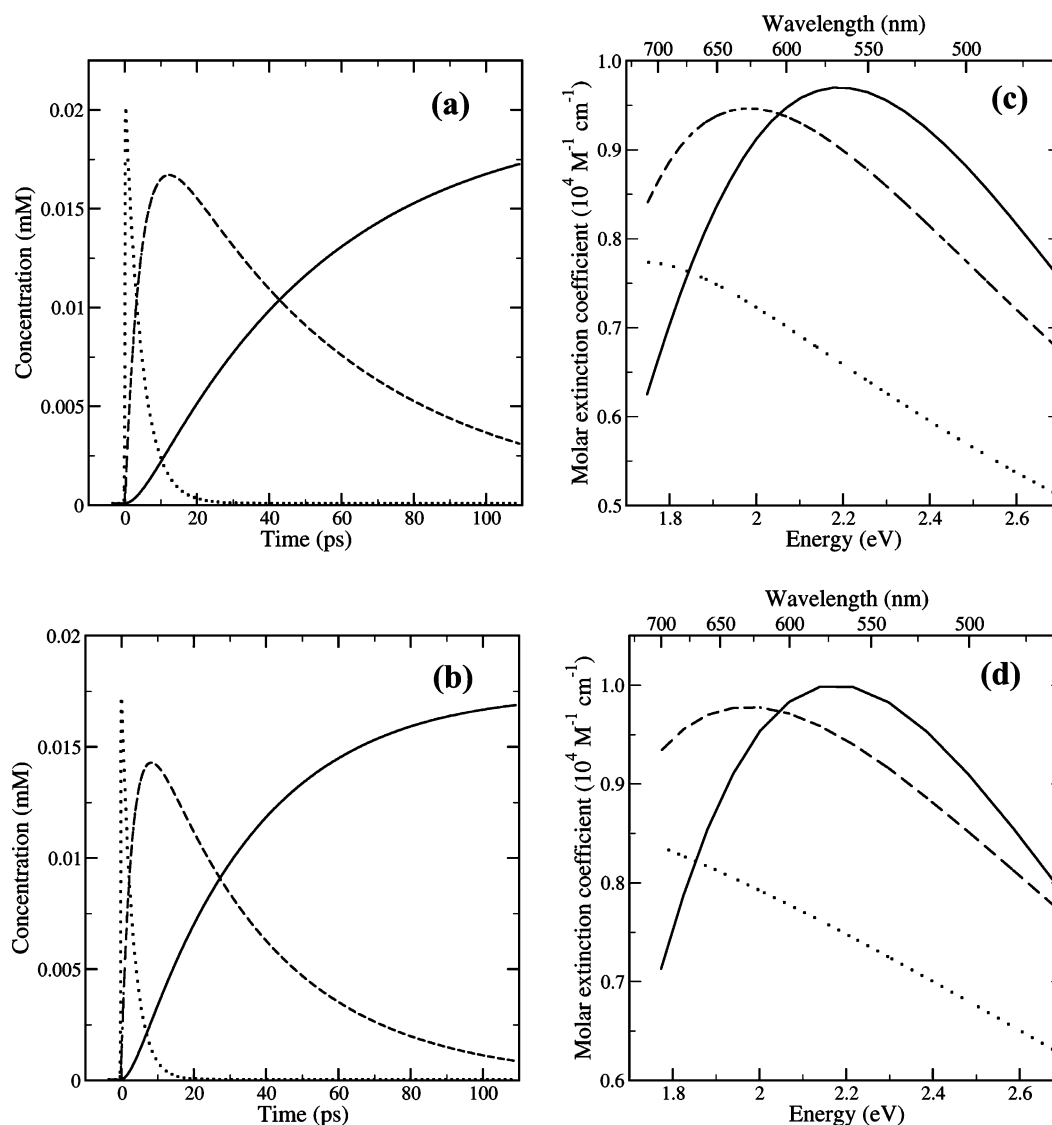 (a)
Concentration (mM)
0.02
0.015
0.01
0.005
0
0 20 40 60 80 100
Time (ps)
Wavelength (nm)
700 650 600 550 500
(c)
Molar extinction coefficient (10⁴ M⁻¹ cm⁻¹)
1.0
0.9
0.8
0.7
0.6
0.5
1.8 2 2.2 2.4 2.6
Energy (eV)
(b)
Concentration (mM)
0.02
0.015
0.01
0.005
0
0 20 40 60 80 100
Time (ps)
Wavelength (nm)
700 650 600 550 500
(d)
Molar extinction coefficient (10⁴ M⁻¹ cm⁻¹)
1.0
0.9
0.8
0.7
0.6
1.8 2 2.2 2.4 2.6
Energy (eV)